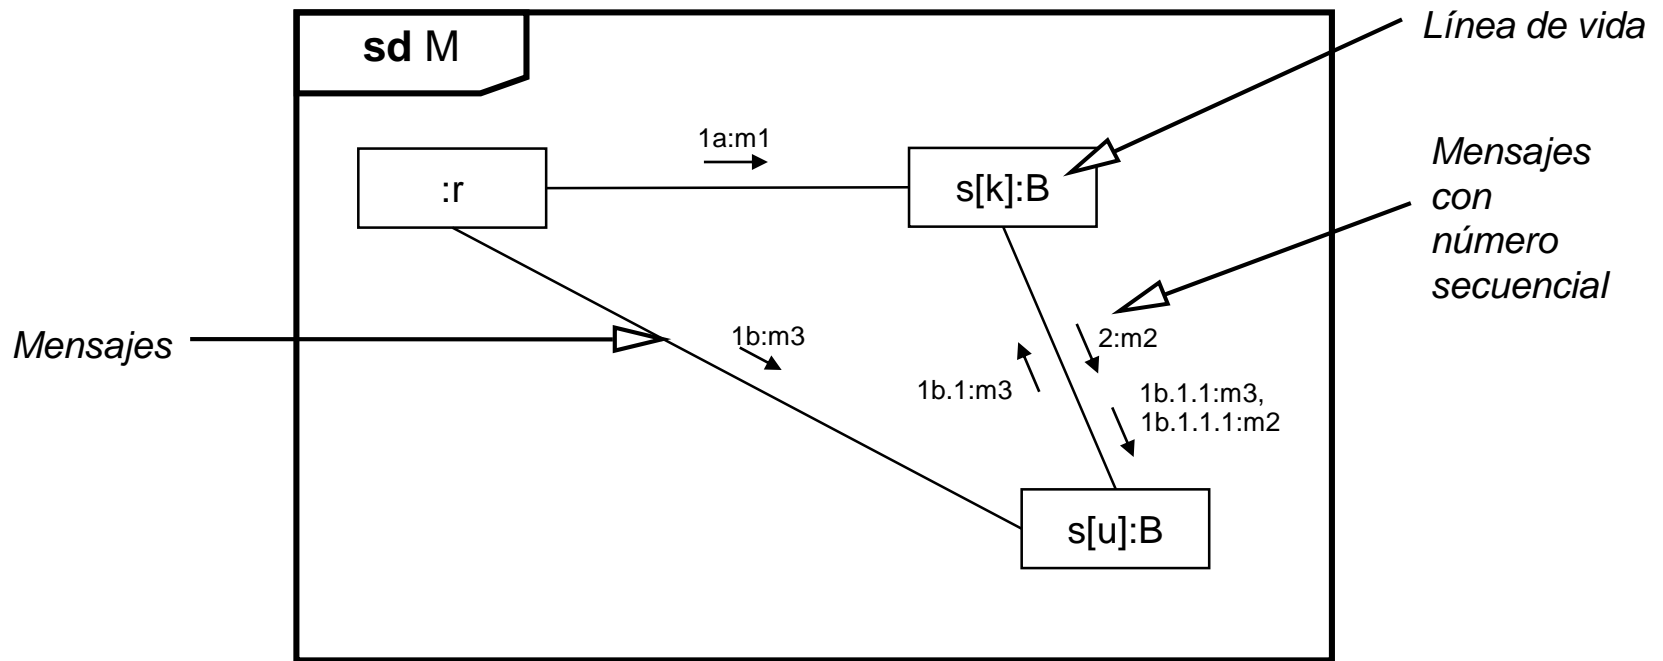 sd M
Línea de vida
1a:m1
:r
s[k]:B
Mensajes
con
número
secuencial
Mensajes
1b:m3
2:m2
1b.1:m3
1b.1.1:m3,
1b.1.1.1:m2
s[u]:B